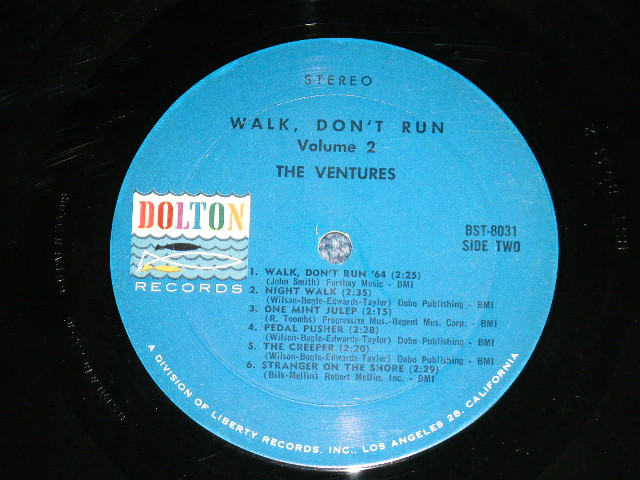 STEREO
WALK, DON'T RUN
Volume 2
THE VENTURES
DOLTON
RECORDS
BST-8031
SIDE TWO
1. WALK, DON'T RUN '64 (2:25)
(John Smith) Forshay Music - BMI
2. NIGHT WALK (2:35)
(Wilson-Bogle-Edwards-Taylor) Dobo Publishing - BMI
3. ONE MINT JULEP (2:15)
(R. Toombs) Progressive Mus.-Regent Mus. Corp. - BMI
4. PEDAL PUSHER (2:28)
(Wilson-Bogle-Edwards-Taylor) Dobo Publishing - BMI
5. THE CREEPER (2:20)
(Wilson-Bogle-Edwards-Taylor) Dobo Publishing - BMI
6. STRANGER ON THE SHORE (2:29)
(Bilk-Mellin) Robert Mellin, Inc. - BMI
A DIVISION OF LIBERTY RECORDS, INC., LOS ANGELES 28, CALIFORNIA